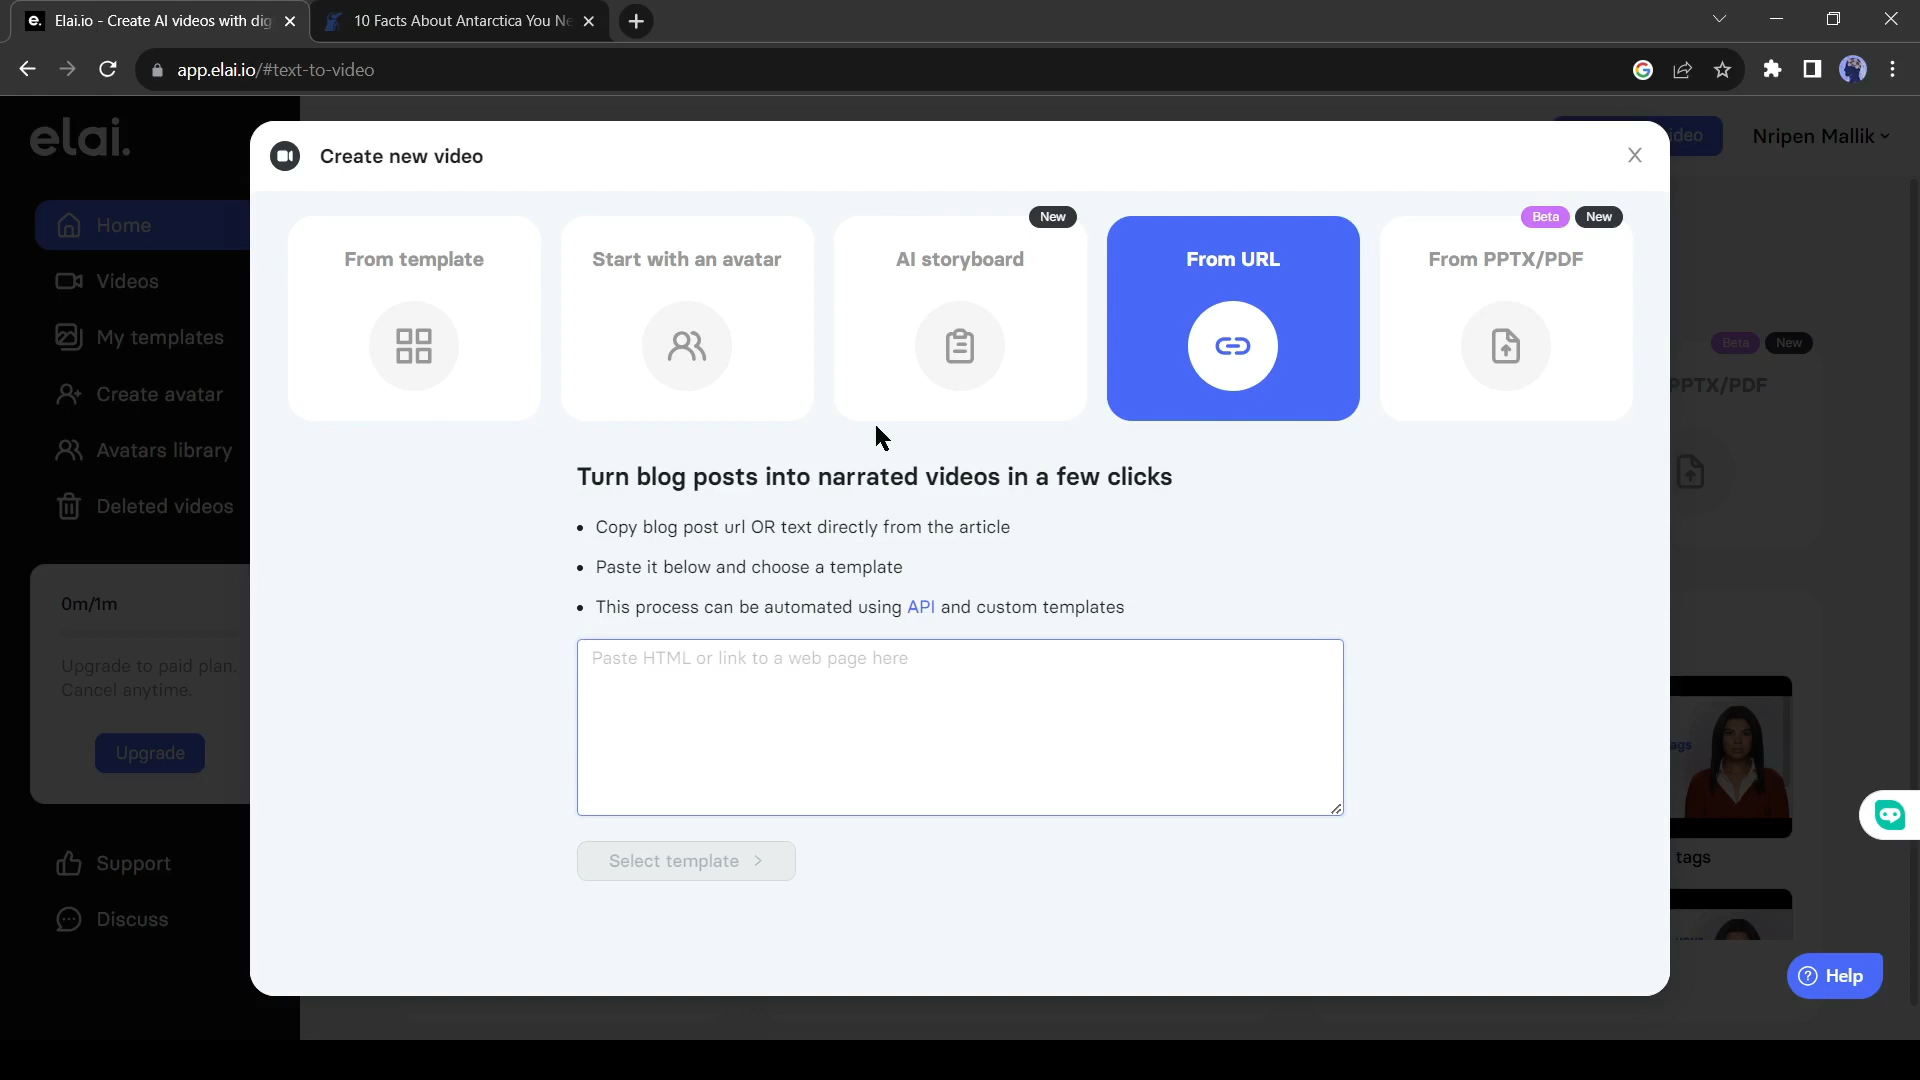 Elai.io - Create AI videos with dig
10 Facts About Antarctica You Ne
app.elai.io/#text-to-video
elai.
Create new video
ideo
Nripen Mallik
Home
Videos
My templates
Create avatar
Avatars library
Deleted videos
0m/1m
Upgrade to paid plan.
Cancel anytime.
Upgrade
Support
Discuss
From template
Start with an avatar
New
AI storyboard
From URL
Beta
New
From PPTX/PDF
Beta
New
PPTX/PDF
Turn blog posts into narrated videos in a few clicks
• Copy blog post url OR text directly from the article
• Paste it below and choose a template
• This process can be automated using API and custom templates
Paste HTML or link to a web page here
Select template >
ags
tags
Help